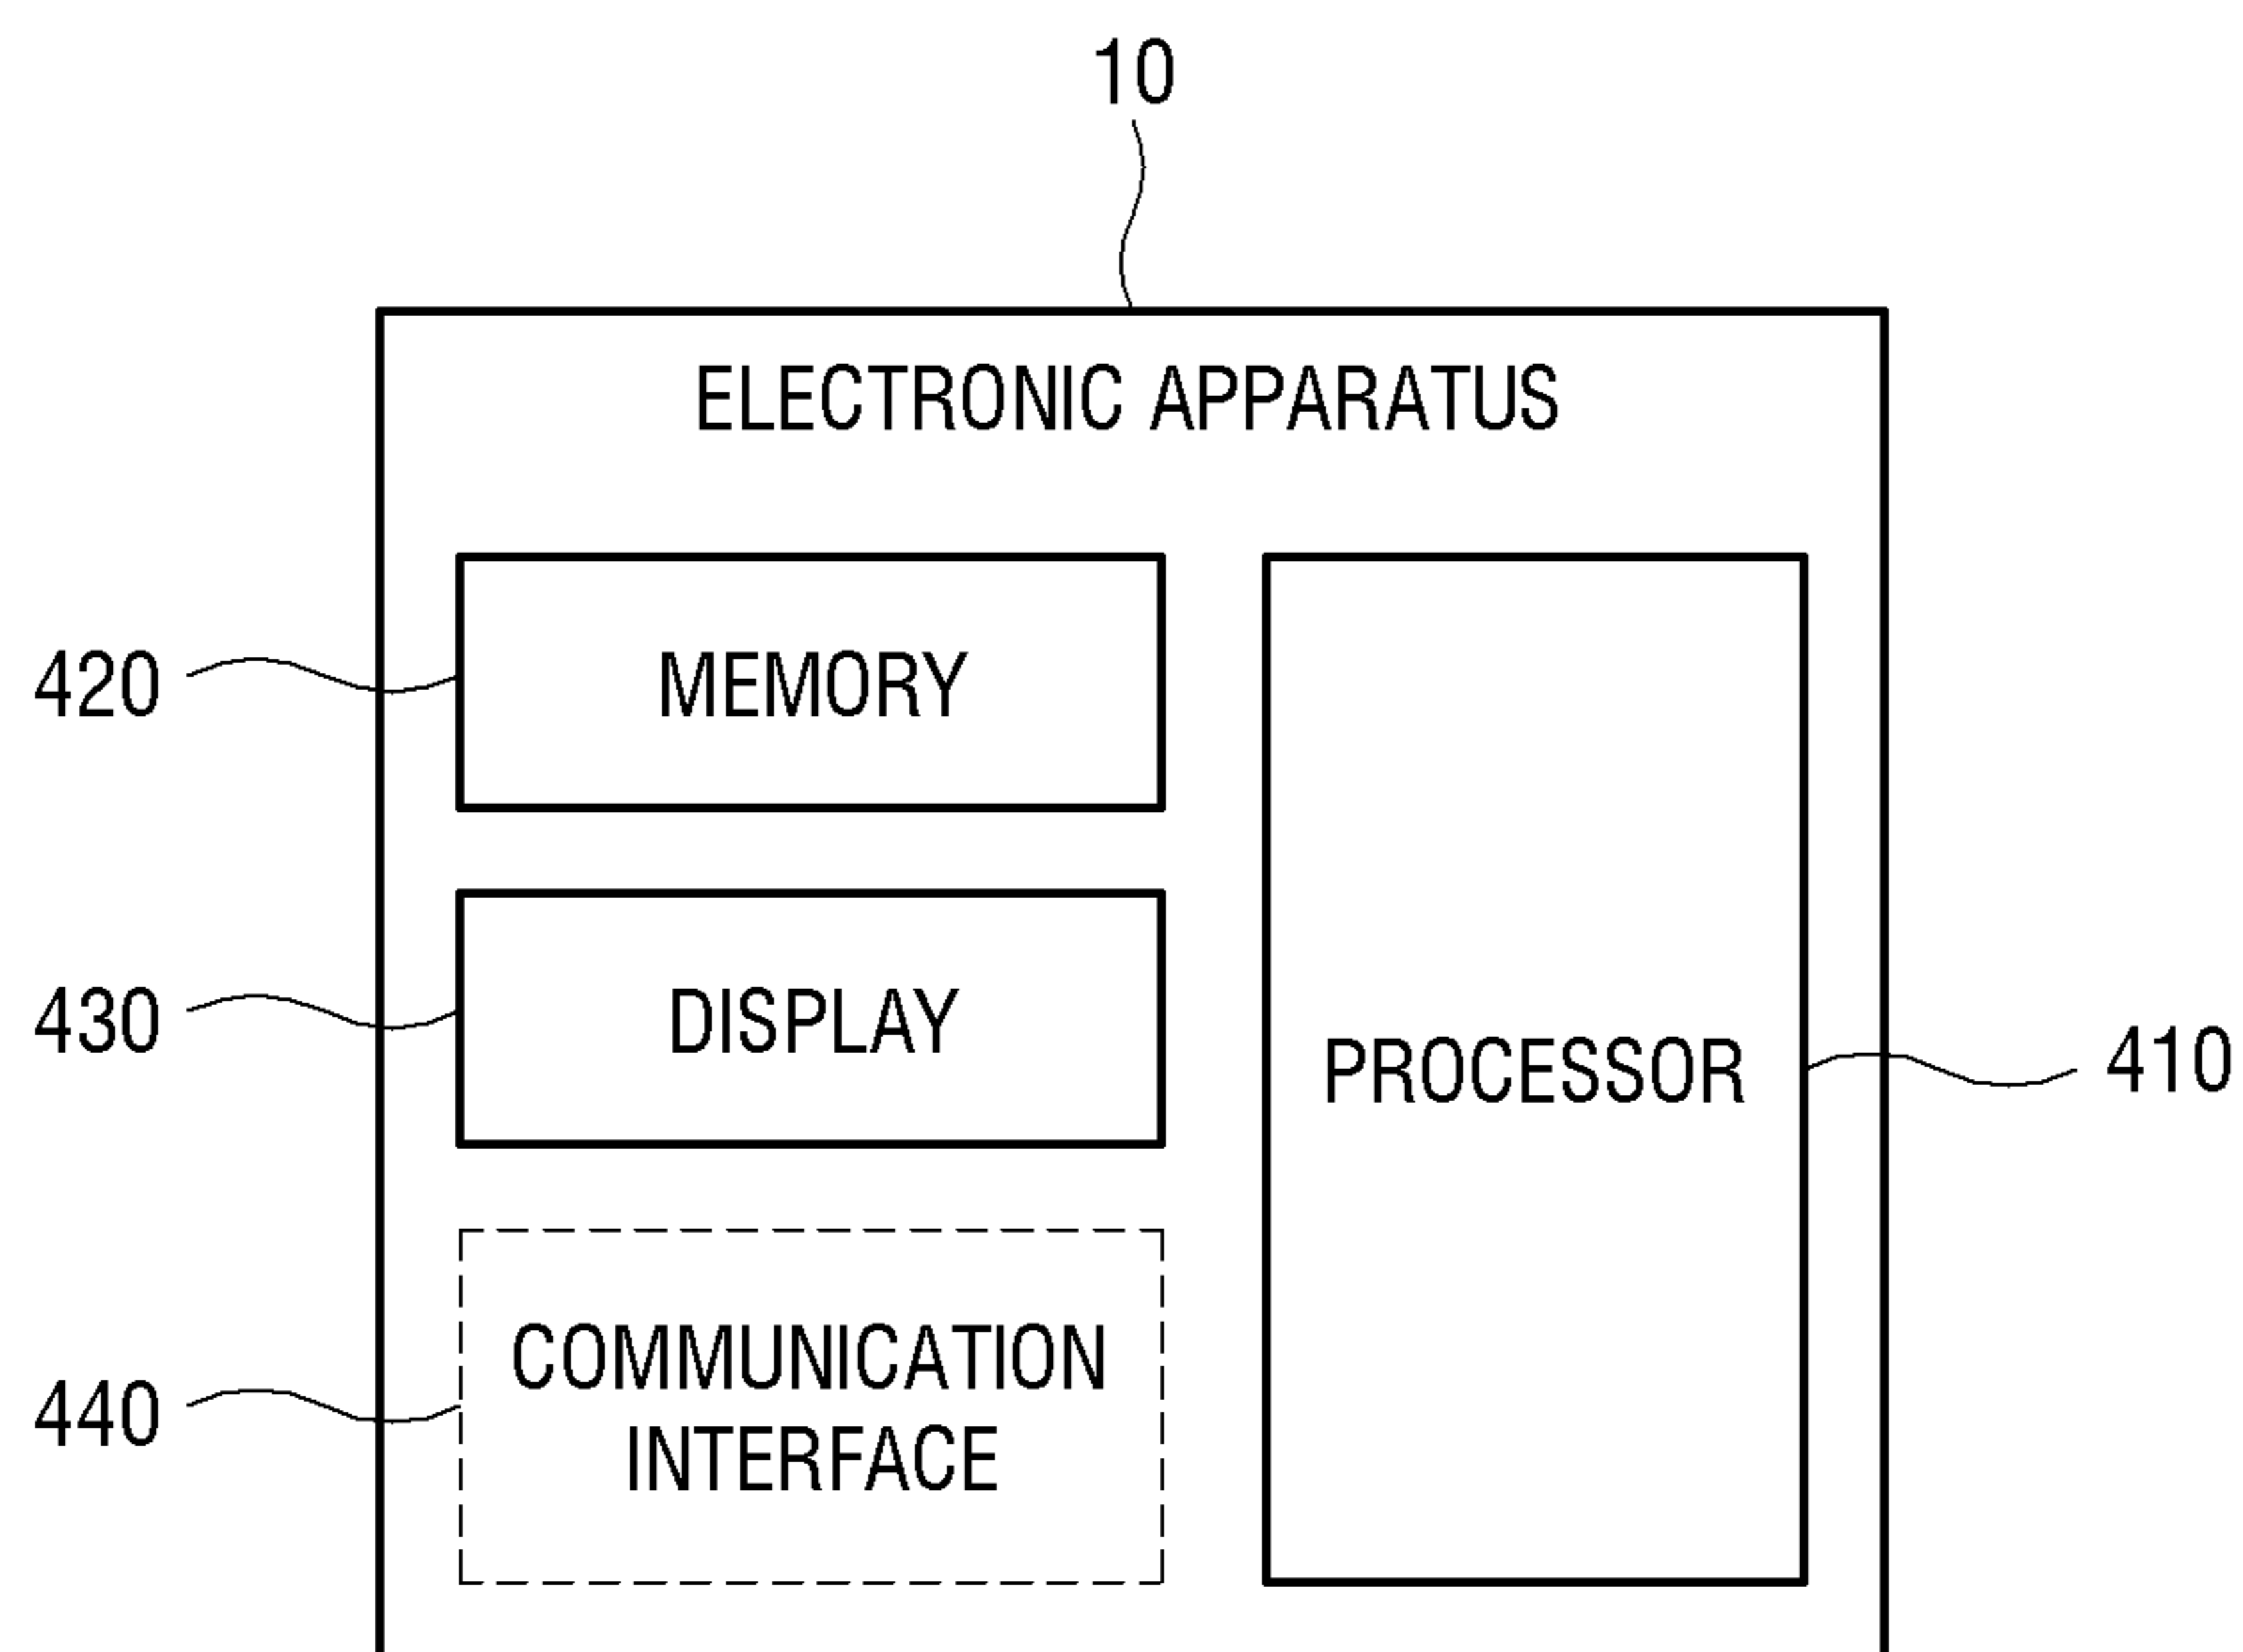 10
ELECTRONIC APPARATUS
420
MEMORY
430
DISPLAY
PROCESSOR
410
440
COMMUNICATION
INTERFACE